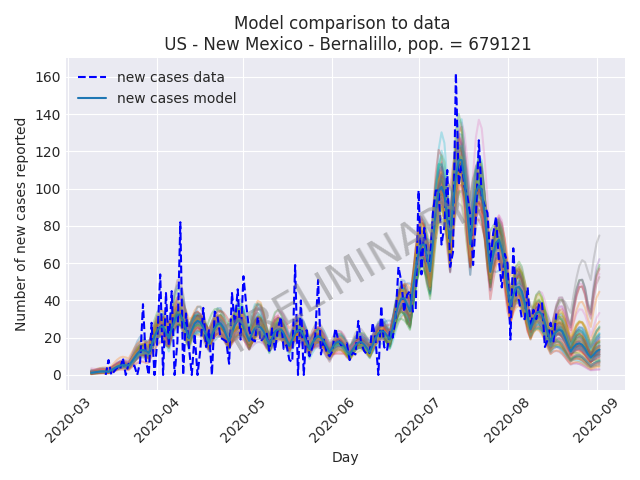 Model comparison to data
US - New Mexico - Bernalillo, pop. = 679121
new cases data
new cases model
Number of new cases reported
160
140
120
100
80
60
40
20
0
PRELIMINARY
2020-03
2020-04
2020-05
2020-06
2020-07
2020-08
2020-09
Day